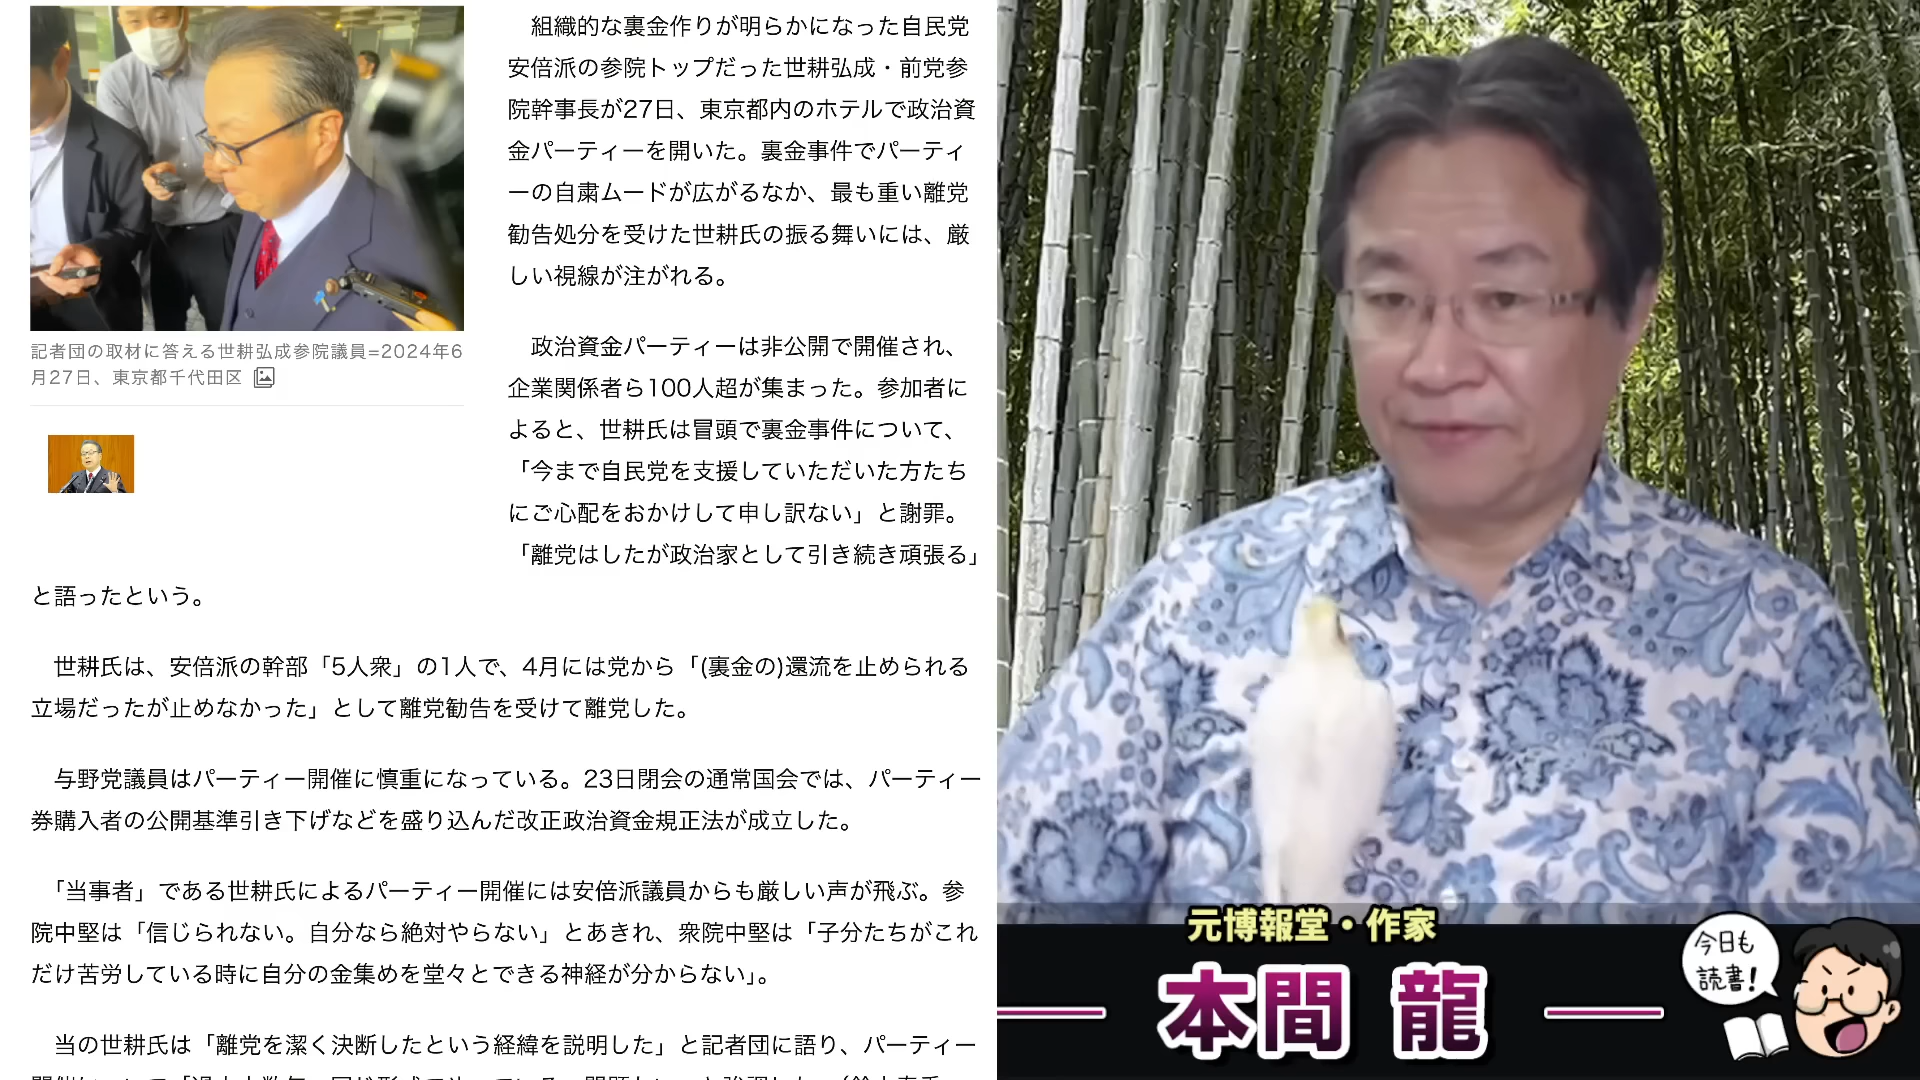 組織的な裏金作りが明らかになった自民党
安倍派の参院トップだった世耕弘成・前党参
院幹事長が27日、東京都内のホテルで政治資
金パーティーを開いた。裏金事件でパーティ
ーの自粛ムードが広がるなか、最も重い離党
勧告処分を受けた世耕氏の振る舞いには、厳
しい視線が注がれる。
記者団の取材に答える世耕弘成参院議員=2024年6
月27日、東京都千代田区
政治資金パーティーは非公開で開催され、
企業関係者ら100人超が集まった。参加者に
よると、世耕氏は冒頭で裏金事件について、
「今まで自民党を支援していただいた方たち
にご心配をおかけして申し訳ない」と謝罪。
「離党はしたが政治家として引き続き頑張る」
と語ったという。
世耕氏は、安倍派の幹部「5人衆」の1人で、4月には党から「(裏金の)還流を止められる
立場だったが止めなかった」として離党勧告を受けて離党した。
与野党議員はパーティー開催に慎重になっている。23日閉会の通常国会では、パーティー
券購入者の公開基準引き下げなどを盛り込んだ改正政治資金規正法が成立した。
「当事者」である世耕氏によるパーティー開催には安倍派議員からも厳しい声が飛ぶ。参
院中堅は「信じられない。自分なら絶対やらない」とあきれ、衆院中堅は「子分たちがこれ
だけ苦労している時に自分の金集めを堂々とできる神経が分からない」。
当の世耕氏は「離党を潔く決断したという経緯を説明した」と記者団に語り、パーティー
元博報堂・作家
本間 龍
今日も
読書!